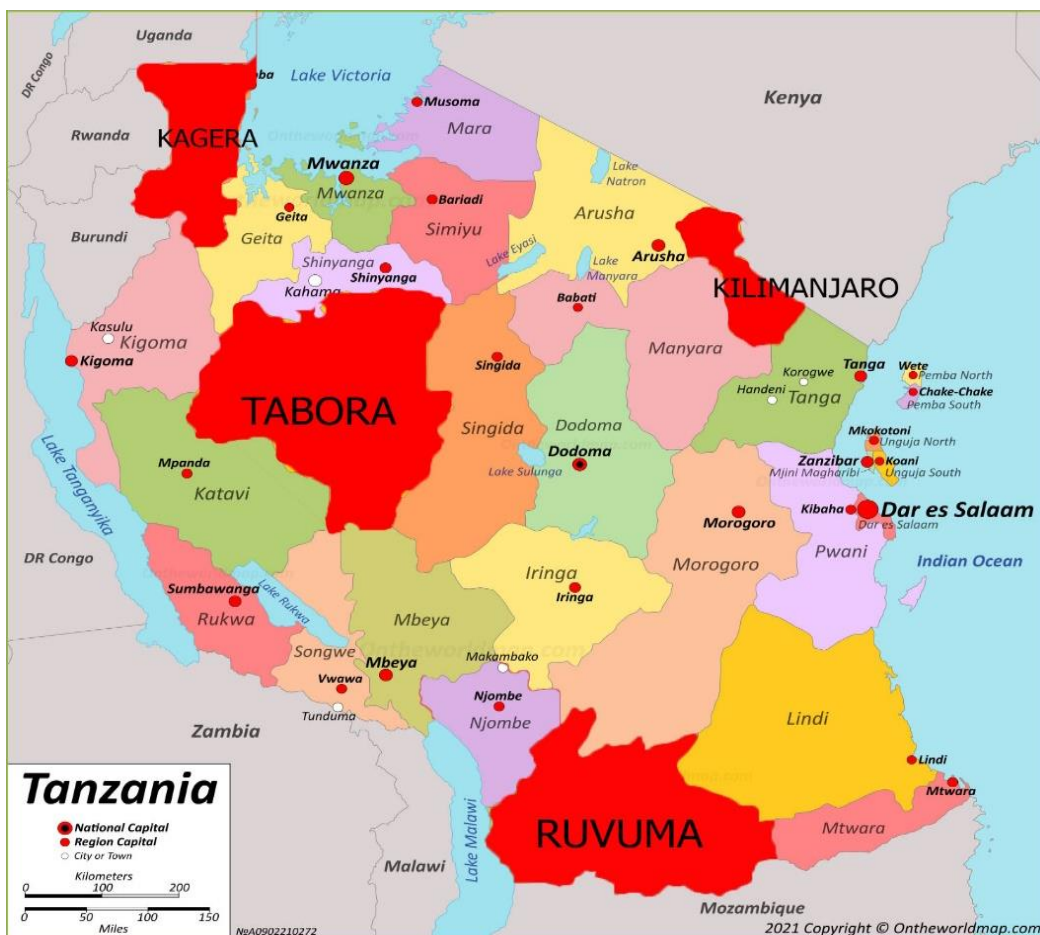 Uganda
DR Congo
Lake Victoria
Kenya
Rwanda
KAGERA
Musoma
Mara
Mwanza
Mwanza
Lake
Natron
Burundi
Geita
Geita
Bariadi
Simiyu
Arusha
Arusha
Lake Eyasi
Lake
Manyara
Shinyanga
Shinyanga
Kahama
KILIMANJARO
Babati
Manyara
Kasulu
Kigoma
Kigoma
TABORA
Singida
Singida
Dodoma
Dodoma
Lake Sulunga
Korogwe
Handeni
Tanga
Tanga
Wete
Pemba North
Chake-Chake
Pemba South
Mkokotoni
Unguja North
Zanzibar
Koani
Mjini Magharibi
Unguja South
Mpanda
Katavi
Lake Tanganyika
Morogoro
Morogoro
Kibaha
Dar es Salaam
Dar es Salaam
Pwani
Indian Ocean
DR Congo
Sumbawanga
Rukwa
Lake Rukwa
Iringa
Iringa
Mbeya
Mbeya
Songwe
Vwawa
Tunduma
Makambako
Ontheworldmap.com
Njombe
Njombe
Lindi
Lindi
Zambia
Mtwara
Mtwara
RUVUMA
Lake Malawi
Malawi
Mozambique
Tanzania
National Capital
Region Capital
City or Town
Kilometers
0 100 200
0 50 100 150
Miles
№A0902210272
2021 Copyright © Ontheworldmap.com